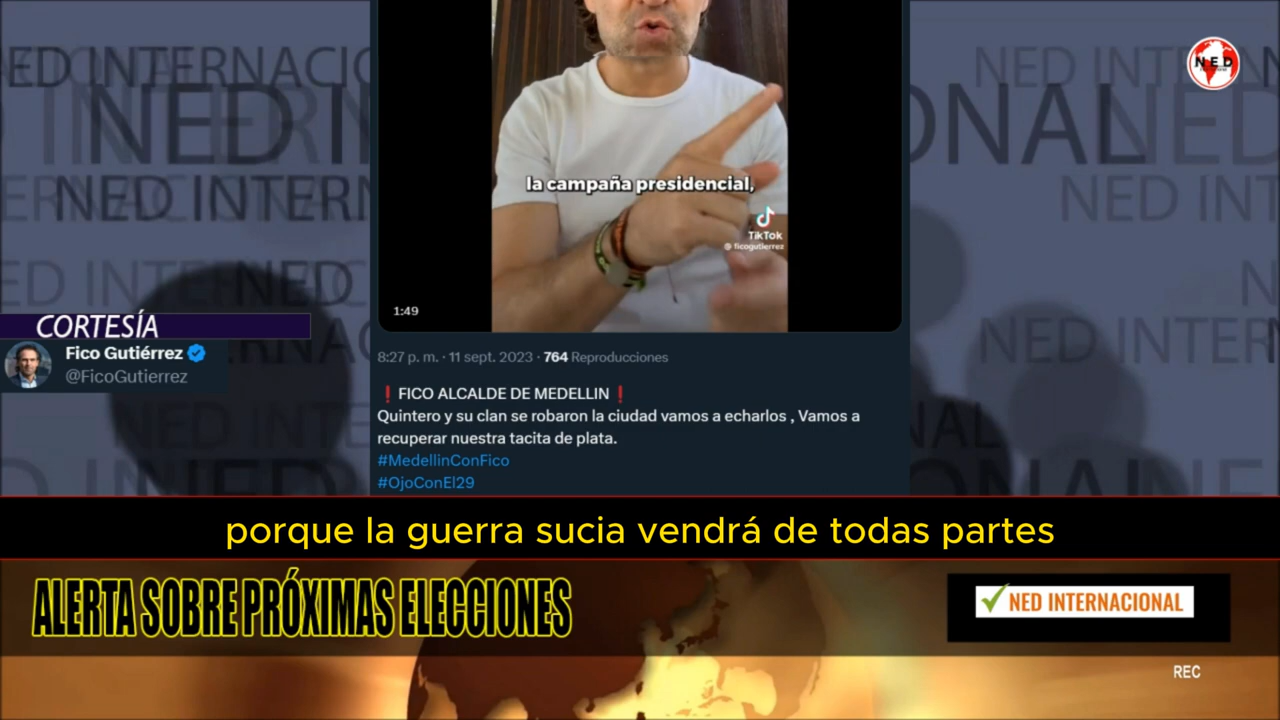 NED
la campaña presidencial,
TikTok
@ ficogutierrez
1:49
CORTESÍA
Fico Gutiérrez
@FicoGutierrez
8:27 p. m. · 11 sept. 2023 · 764 Reproducciones
❗FICO ALCALDE DE MEDELLIN❗
Quintero y su clan se robaron la ciudad vamos a echarlos , Vamos a
recuperar nuestra tacita de plata.
#MedellinConFico
#OjoConEl29
porque la guerra sucia vendrá de todas partes
ALERTA SOBRE PRÓXIMAS ELECCIONES
NED INTERNACIONAL
REC